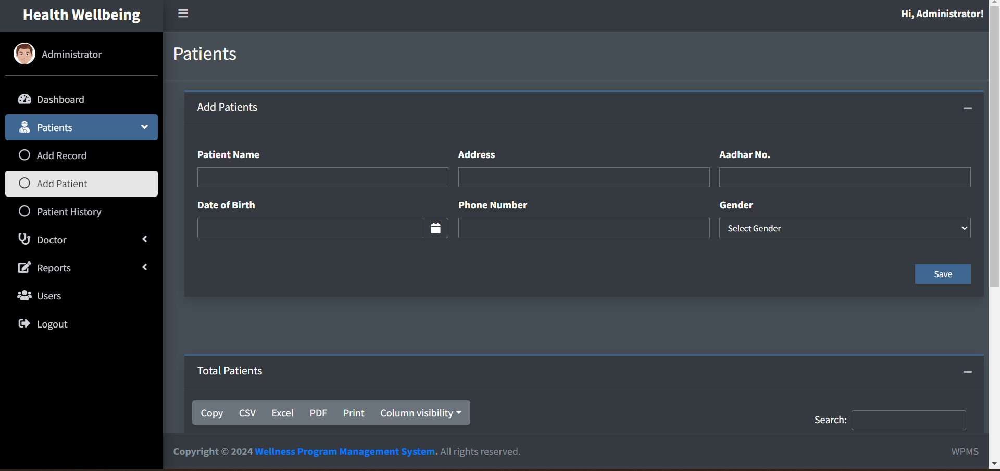 Health Wellbeing
Hi, Administrator!
Administrator
Dashboard
Patients
Add Record
Add Patient
Patient History
Doctor
Reports
Users
Logout
Patients
Add Patients
Patient Name
Address
Aadhar No.
Date of Birth
Phone Number
Gender
Select Gender
Save
Total Patients
Copy CSV Excel PDF Print Column visibility
Search:
Copyright © 2024 Wellness Program Management System. All rights reserved.
WPMS